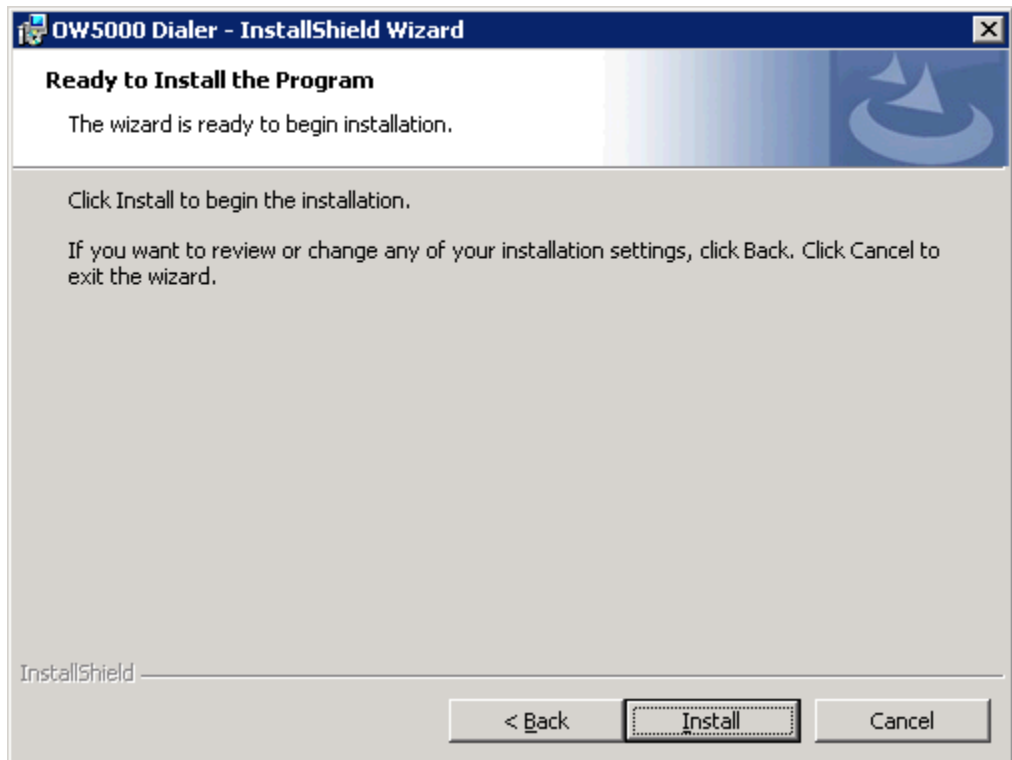 OW5000 Dialer - InstallShield Wizard
Ready to Install the Program
The wizard is ready to begin installation.
Click Install to begin the installation.
If you want to review or change any of your installation settings, click Back. Click Cancel to
exit the wizard.
InstallShield
< Back Install Cancel